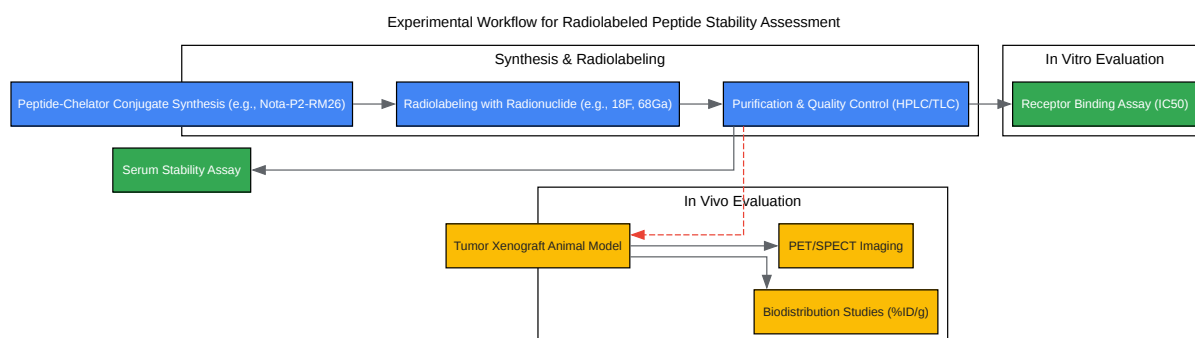 Experimental Workflow for Radiolabeled Peptide Stability Assessment
Synthesis & Radiolabeling
In Vitro Evaluation
Peptide-Chelator Conjugate Synthesis (e.g., Nota-P2-RM26)
Radiolabeling with Radionuclide (e.g., 18F, 68Ga)
Purification & Quality Control (HPLC/TLC)
Receptor Binding Assay (IC50)
Serum Stability Assay
In Vivo Evaluation
Tumor Xenograft Animal Model
PET/SPECT Imaging
Biodistribution Studies (%ID/g)